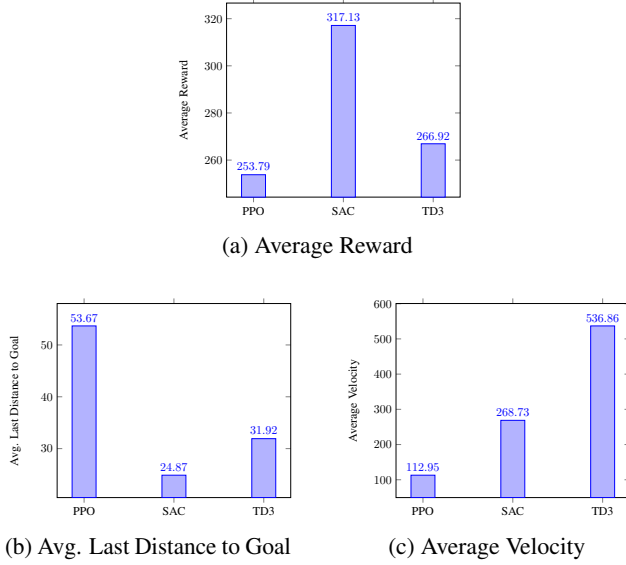 320
300
280
260
Average Reward
317.13
266.92
253.79
PPO SAC TD3
(a) Average Reward
50
40
30
Avg. Last Distance to Goal
53.67
31.92
24.87
PPO SAC TD3
(b) Avg. Last Distance to Goal
600
500
400
300
200
100
Average Velocity
536.86
268.73
112.95
PPO SAC TD3
(c) Average Velocity